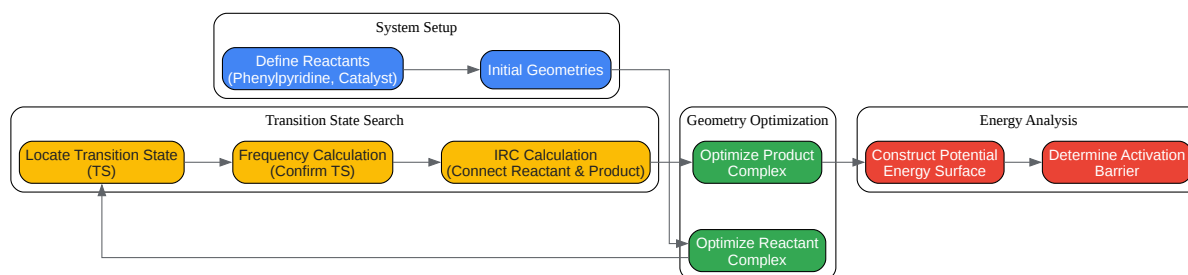 System Setup
Define Reactants
(Phenylpyridine, Catalyst)
Initial Geometries
Transition State Search
Locate Transition State
(TS)
Frequency Calculation
(Confirm TS)
IRC Calculation
(Connect Reactant & Product)
Geometry Optimization
Optimize Product
Complex
Optimize Reactant
Complex
Energy Analysis
Construct Potential
Energy Surface
Determine Activation
Barrier